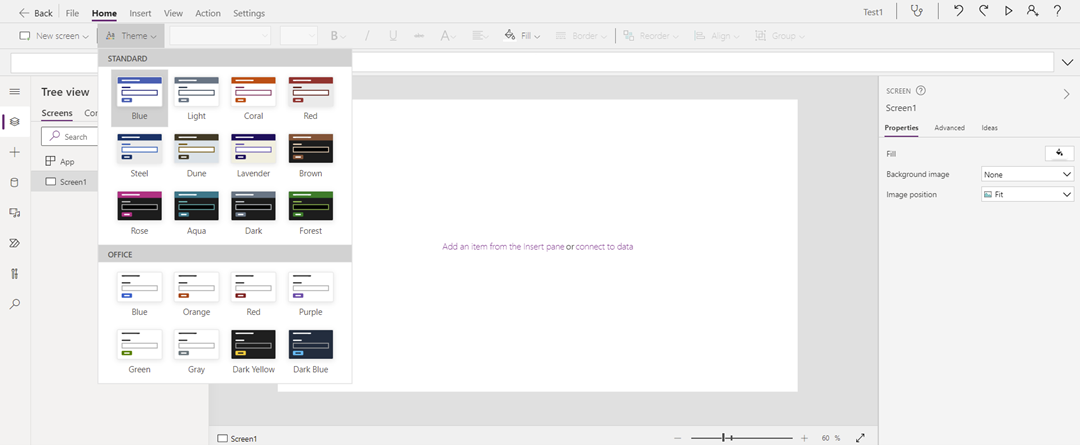 Back File Home Insert View Action Settings Test1
New screen Theme B I U abc A Fill Border Reorder Align Group
STANDARD
Tree view
Screens Co
Search
App
Screen1
Blue Light Coral Red
Steel Dune Lavender Brown
Rose Aqua Dark Forest
OFFICE
Blue Orange Red Purple
Green Gray Dark Yellow Dark Blue
Add an item from the Insert pane or connect to data
SCREEN
Screen1
Properties Advanced Ideas
Fill
Background image None
Image position Fit
Screen1 60 %